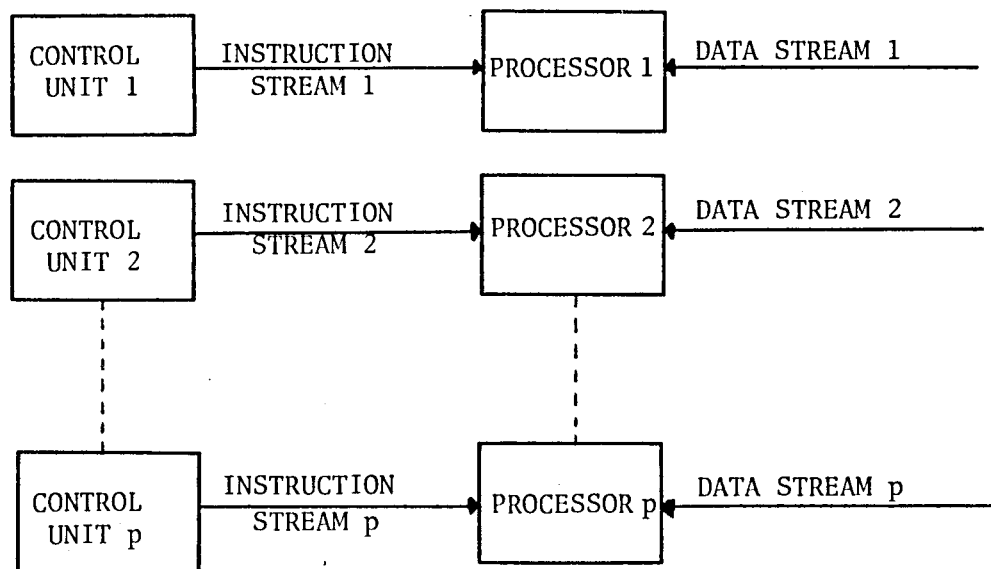 CONTROL
UNIT 1
INSTRUCTION
STREAM 1
PROCESSOR 1
DATA STREAM 1
CONTROL
UNIT 2
INSTRUCTION
STREAM 2
PROCESSOR 2
DATA STREAM 2
CONTROL
UNIT p
INSTRUCTION
STREAM p
PROCESSOR p
DATA STREAM p